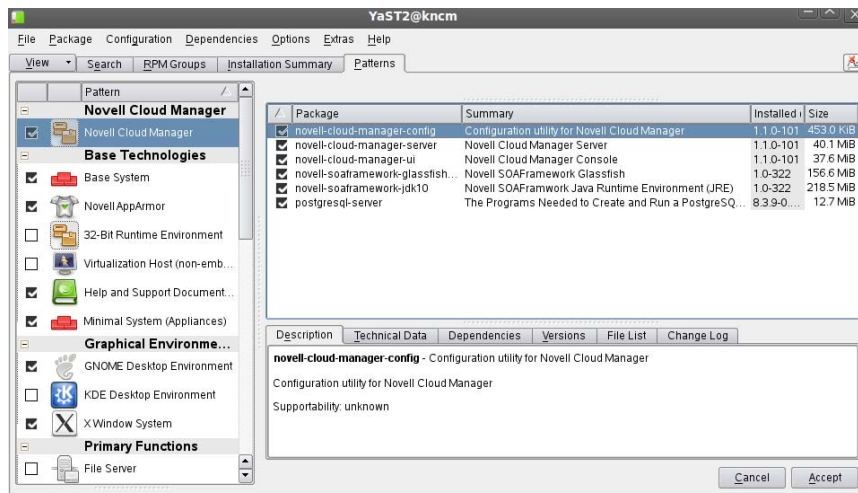 YaST2@kncm
File Package Configuration Dependencies Options Extras Help
View Search RPM Groups Installation Summary Patterns
Pattern
Novell Cloud Manager
Novell Cloud Manager
Base Technologies
Base System
Novell AppArmor
32-Bit Runtime Environment
Virtualization Host (non-emb...
Help and Support Document...
Minimal System (Appliances)
Graphical Environme...
GNOME Desktop Environment
KDE Desktop Environment
X Window System
Primary Functions
File Server
Package Summary Installed Size
novell-cloud-manager-config Configuration utility for Novell Cloud Manager 1.1.0-101 453.0 KiB
novell-cloud-manager-server Novell Cloud Manager Server 1.1.0-101 40.1 MiB
novell-cloud-manager-ui Novell Cloud Manager Console 1.1.0-101 37.6 MiB
novell-soaframework-glassfish... Novell SOAFramework Glassfish 1.0-322 156.6 MiB
novell-soaframework-jdk10 Novell SOAFramwork Java Runtime Environment (JRE) 1.0-322 218.5 MiB
postgresql-server The Programs Needed to Create and Run a PostgreSQ... 8.3.9-0.... 12.7 MiB
Description Technical Data Dependencies Versions File List Change Log
novell-cloud-manager-config - Configuration utility for Novell Cloud Manager
Configuration utility for Novell Cloud Manager
Supportability: unknown
Cancel Accept